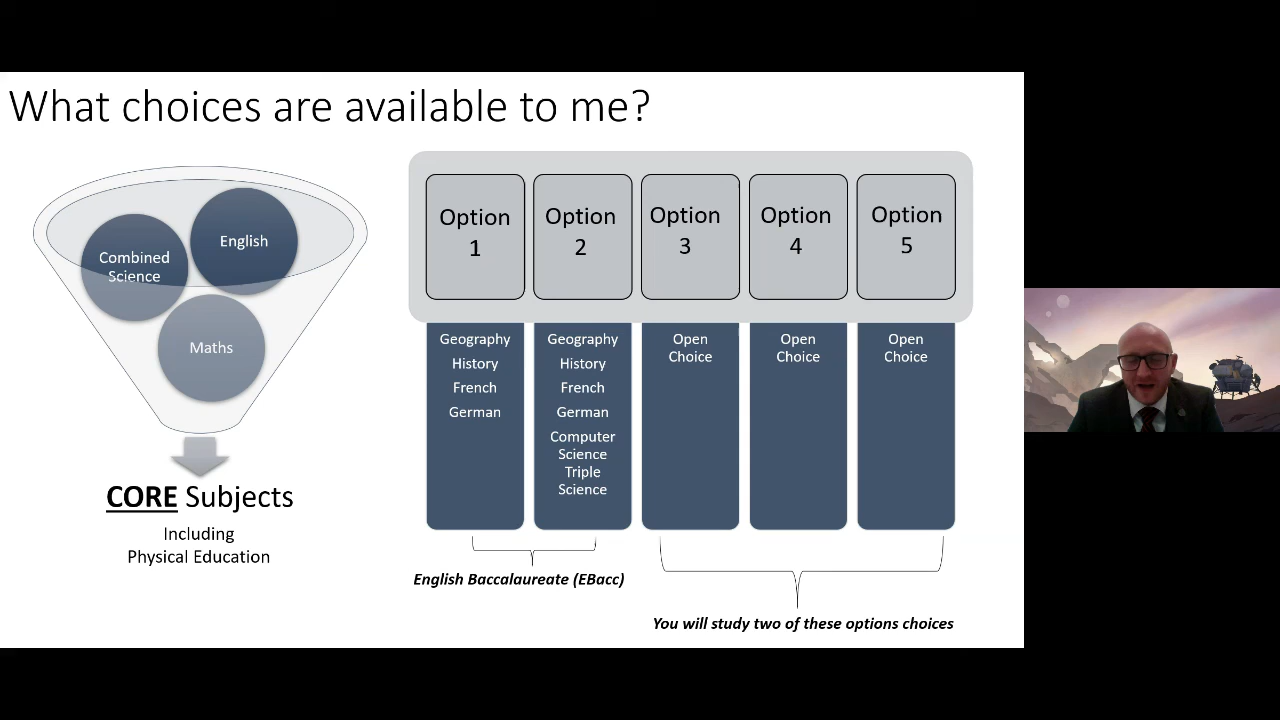 What choices are available to me?
Combined
Science
English
Maths
CORE Subjects
Including
Physical Education
Option
1
Option
2
Option
3
Option
4
Option
5
Geography
History
French
German
Geography
History
French
German
Computer
Science
Triple
Science
Open
Choice
Open
Choice
Open
Choice
English Baccalaureate (EBacc)
You will study two of these options choices